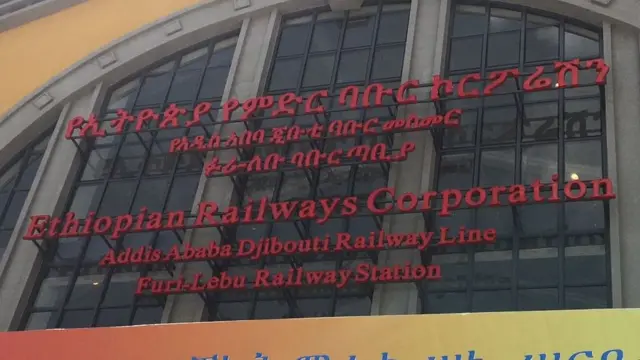 የኢትዮጵያ የምድር ባቡር ኮርፖሬሽን
የአዲስ አበባ ጂቡቲ ባቡር መስመር
ፉሪ-ለቡ ባቡር ጣቢያ
Ethiopian Railways Corporation
Addis Ababa Djibouti Railway Line
Furi-Lebu Railway Station